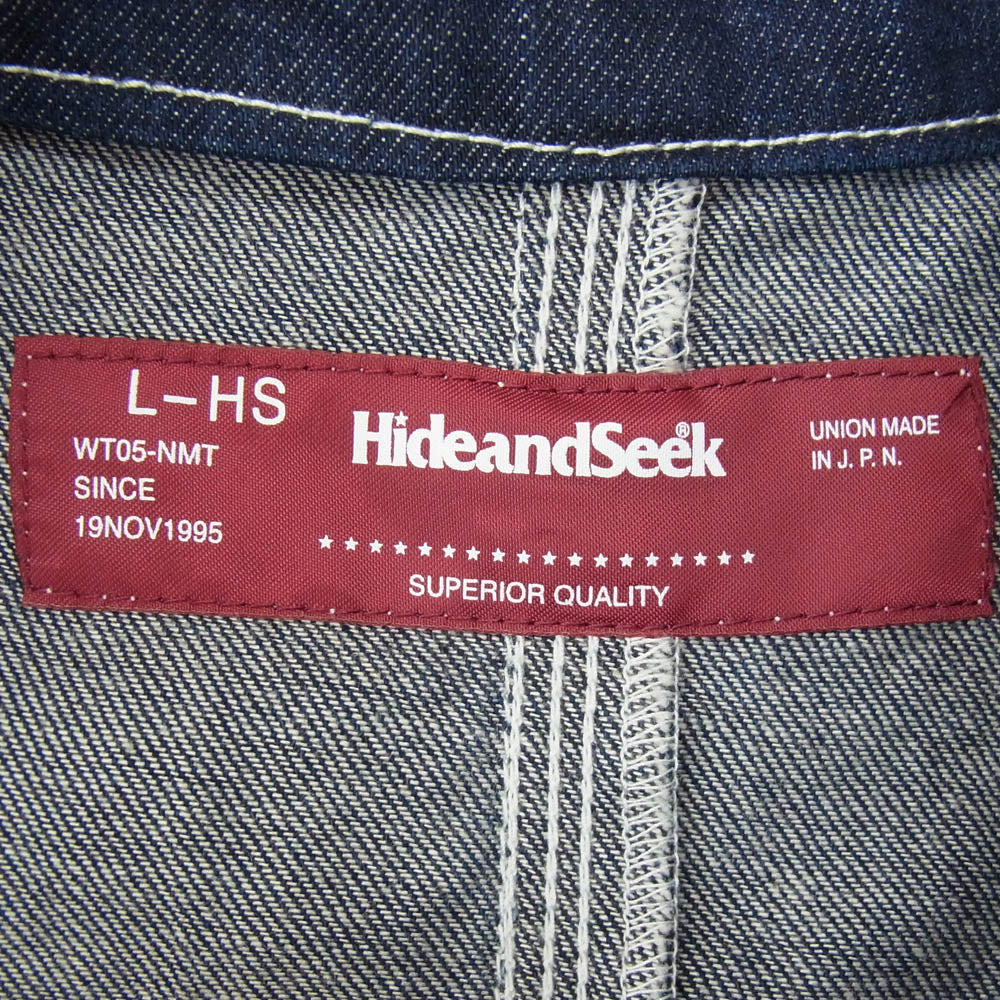 L-HS
WT05-NMT
SINCE
19NOV1995
HideandSeek®
★★★★★★★★★★★★★★★★★★
SUPERIOR QUALITY
UNION MADE
IN J. P. N.